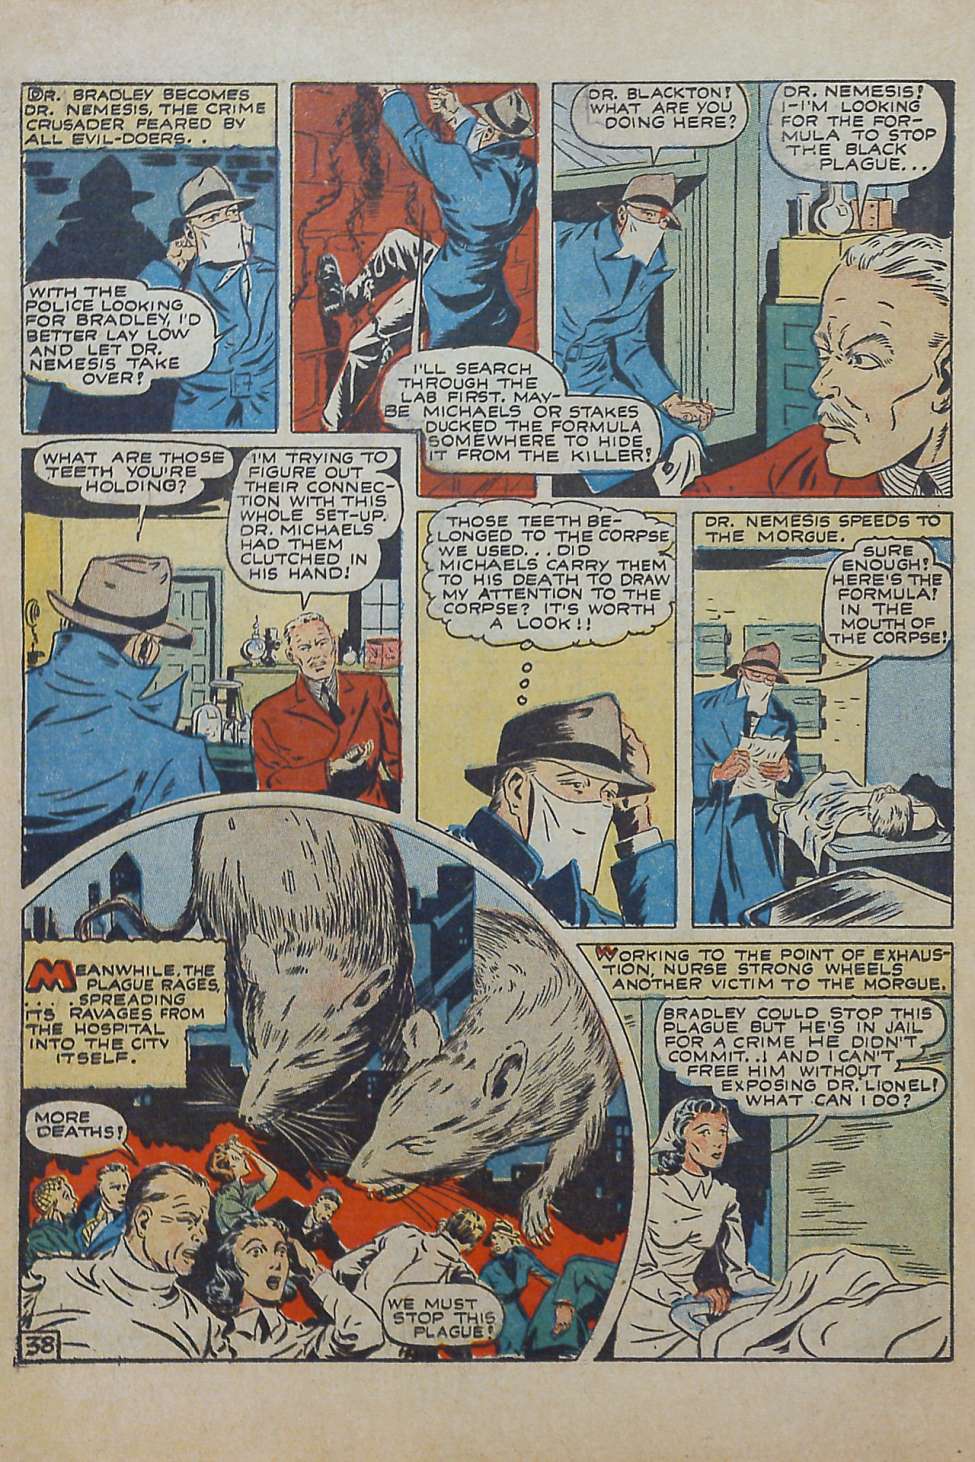 DR. BRADLEY BECOMES
DR. NEMESIS, THE CRIME
CRUSADER FEARED BY
ALL EVIL-DOERS. .
WITH THE
POLICE LOOKING
FOR BRADLEY, I'D
BETTER LAY LOW
AND LET DR.
NEMESIS TAKE
OVER!
I'LL SEARCH
THROUGH THE
LAB FIRST. MAY-
BE MICHAELS OR STAKES
DUCKED THE FORMULA
SOMEWHERE TO HIDE
IT FROM THE KILLER!
DR. BLACKTON!
WHAT ARE YOU
DOING HERE?
DR. NEMESIS!
I-I'M LOOKING
FOR THE FOR-
MULA TO STOP
THE BLACK
PLAGUE...
WHAT ARE THOSE
TEETH YOU'RE
HOLDING?
I'M TRYING TO
FIGURE OUT
THEIR CONNEC-
TION WITH THIS
WHOLE SET-UP.
DR. MICHAELS
HAD THEM
CLUTCHED IN
HIS HAND!
THOSE TEETH BE-
LONGED TO THE CORPSE
WE USED... DID
MICHAELS CARRY THEM
TO HIS DEATH TO DRAW
MY ATTENTION TO THE
CORPSE? IT'S WORTH
A LOOK!!
DR. NEMESIS SPEEDS TO
THE MORGUE.
SURE
ENOUGH!
HERE'S THE
FORMULA!
IN THE
MOUTH OF
THE CORPSE!
MEANWHILE, THE
PLAGUE RAGES,
. . . . SPREADING
ITS RAVAGES FROM
THE HOSPITAL
INTO THE CITY
ITSELF.
MORE
DEATHS!
WE MUST
STOP THIS
PLAGUE!
38
WORKING TO THE POINT OF EXHAUS-
TION, NURSE STRONG WHEELS
ANOTHER VICTIM TO THE MORGUE.
BRADLEY COULD STOP THIS
PLAGUE BUT HE'S IN JAIL
FOR A CRIME HE DIDN'T
COMMIT..I AND I CAN'T
FREE HIM WITHOUT
EXPOSING DR. LIONEL!
WHAT CAN I DO?